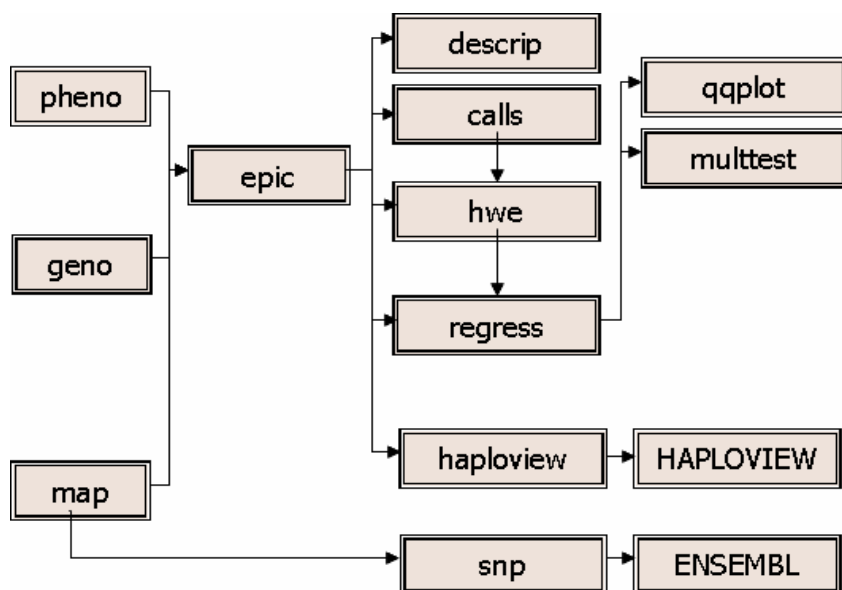 pheno
geno
map
epic
descrip
calls
hwe
regress
haploview
snp
qqplot
multtest
HAPLOVIEW
ENSEMBL